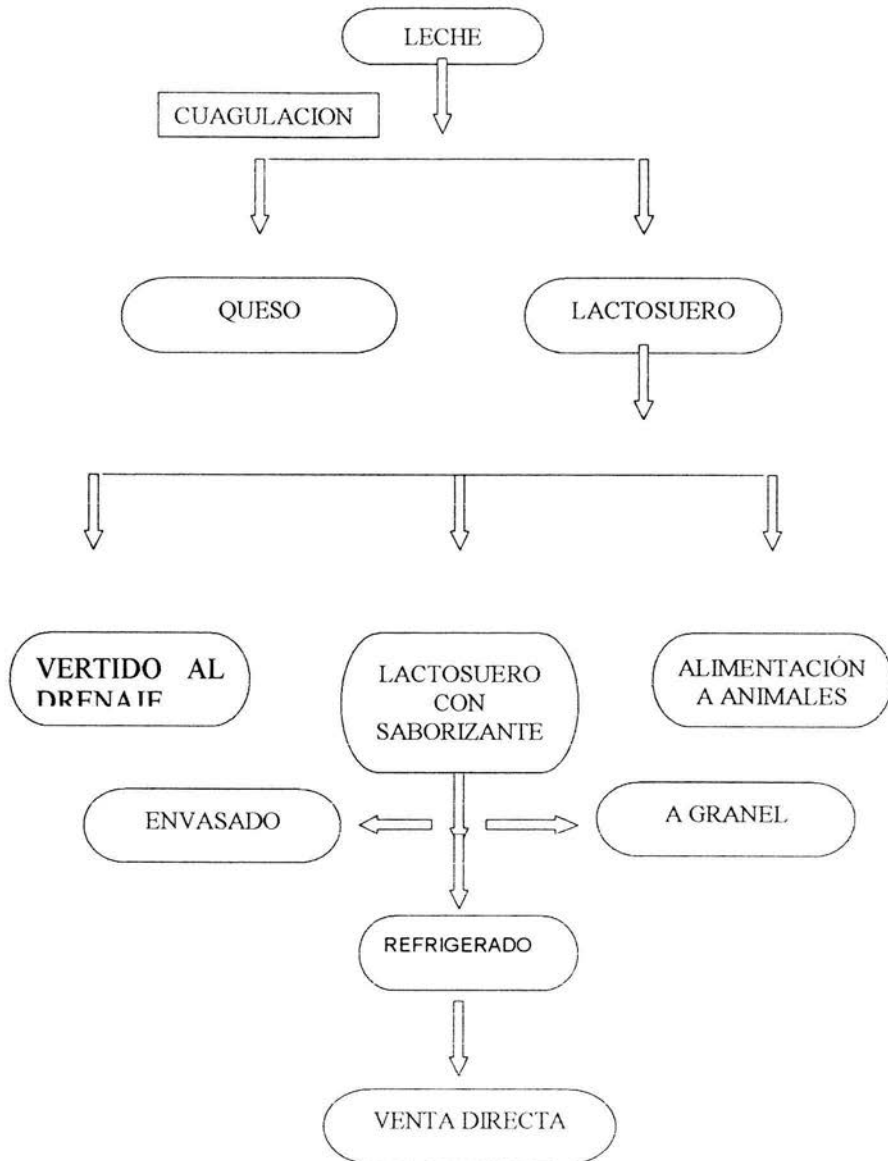 LECHE
CUAGULACION
QUESO
LACTOSUERO
VERTIDO AL
DRENAJE
LACTOSUERO
CON
SABORIZANTE
ALIMENTACIÓN
A ANIMALES
ENVASADO
A GRANEL
REFRIGERADO
VENTA DIRECTA